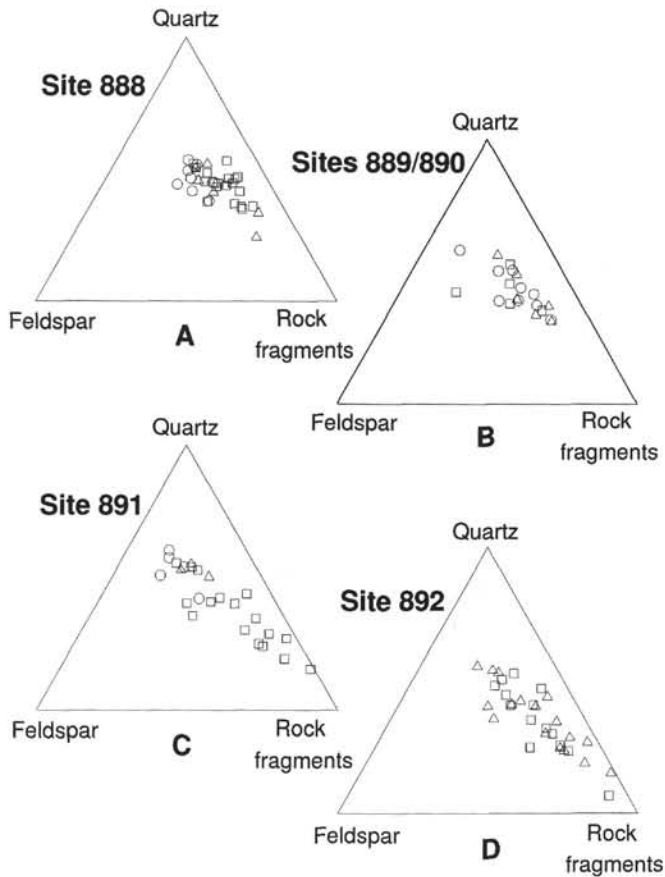 Quartz
Site 888
Feldspar
Rock
fragments
A
Quartz
Sites 889/890
Feldspar
Rock
fragments
B
Quartz
Site 891
Feldspar
Rock
fragments
C
Quartz
Site 892
Feldspar
Rock
fragments
D